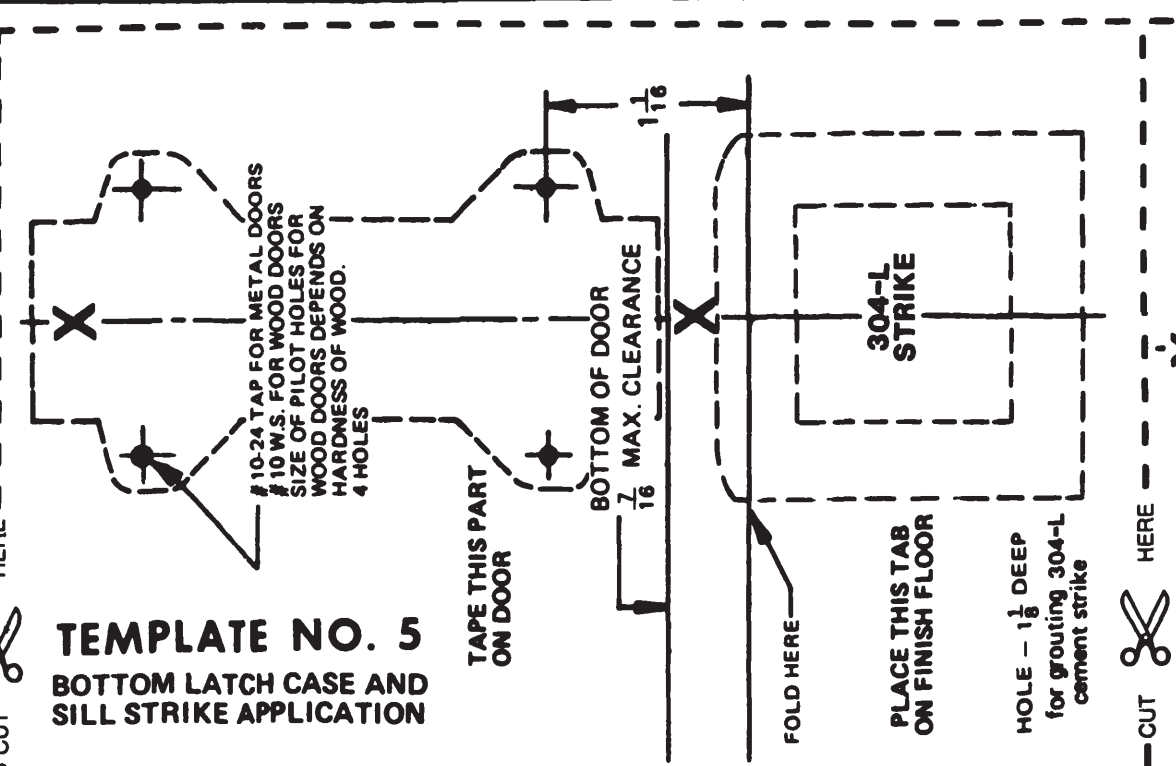 1 1/16
#10-24 TAP FOR METAL DOORS
#10 W.S. FOR WOOD DOORS
SIZE OF PILOT HOLES FOR
WOOD DOORS DEPENDS ON
HARDNESS OF WOOD.
4 HOLES
BOTTOM OF DOOR
7/16 MAX. CLEARANCE
X
X
304-L
STRIKE
TAPE THIS PART
ON DOOR
TEMPLATE NO. 5
BOTTOM LATCH CASE AND
SILL STRIKE APPLICATION
FOLD HERE
PLACE THIS TAB
ON FINISH FLOOR
HOLE – 1 1/8 DEEP
for grouting 304-L
cement strike
CUT HERE
CUT HERE